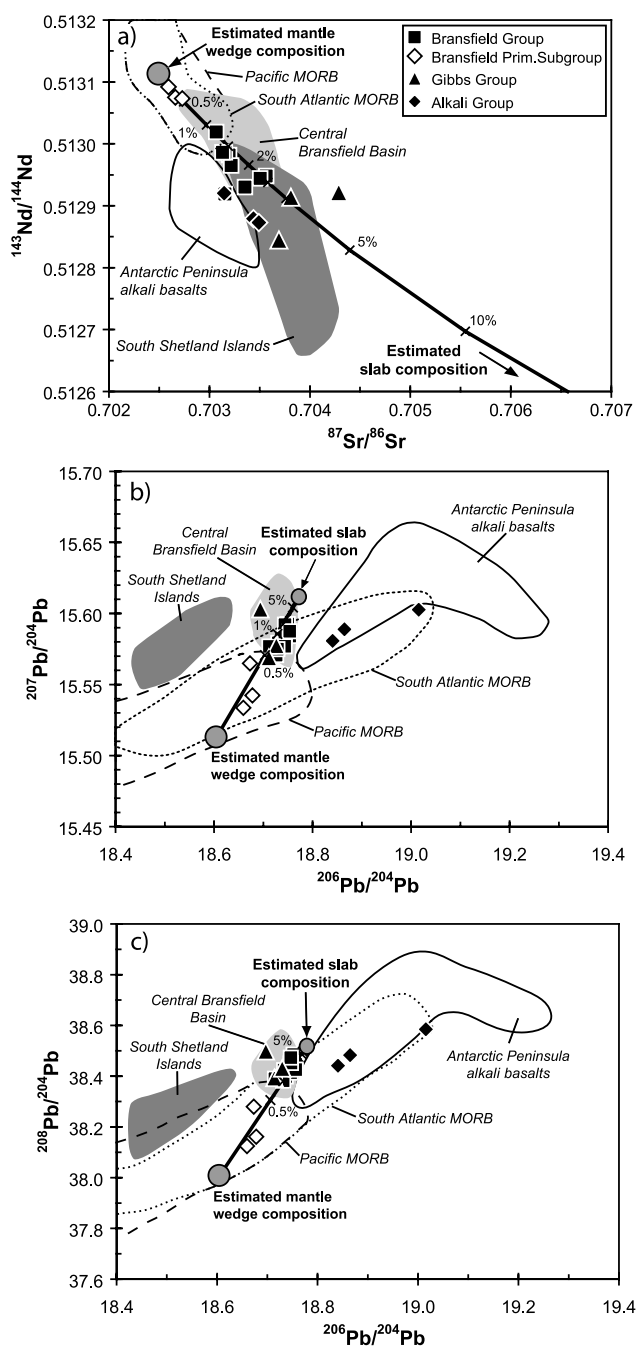 a)
0.5132
0.5131
0.5130
0.5129
0.5128
0.5127
0.5126
143Nd/144Nd
0.702
0.703
0.704
0.705
0.706
0.707
87Sr/86Sr
Estimated mantle
wedge composition
Pacific MORB
South Atlantic MORB
Central
Bransfield Basin
0.5%
1%
2%
5%
10%
Antarctic Peninsula
alkali basalts
South Shetland Islands
Estimated
slab composition
Bransfield Group
Bransfield Prim.Subgroup
Gibbs Group
Alkali Group
b)
15.70
15.65
15.60
15.55
15.50
15.45
207Pb/204Pb
18.4
18.6
18.8
19.0
19.2
19.4
206Pb/204Pb
Antarctic Peninsula
alkali basalts
Central
Bransfield Basin
Estimated slab
composition
South Shetland
Islands
5%
1%
0.5%
South Atlantic MORB
Pacific MORB
Estimated mantle
wedge composition
c)
39.0
38.8
38.6
38.4
38.2
38.0
37.8
37.6
208Pb/204Pb
18.4
18.6
18.8
19.0
19.2
19.4
206Pb/204Pb
Estimated slab
composition
Central Bransfield
Basin
South Shetland
Islands
5%
0.5%
Antarctic Peninsula
alkali basalts
South Atlantic MORB
Pacific MORB
Estimated mantle
wedge composition